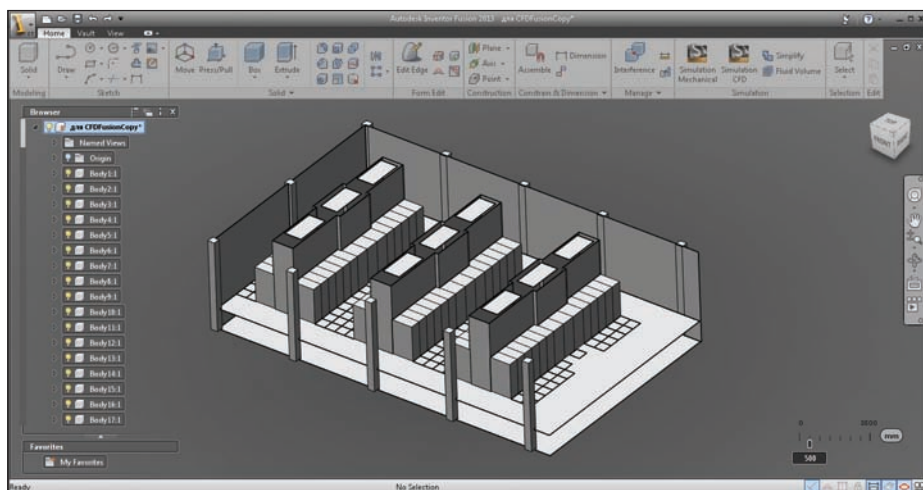 Autodesk Inventor Fusion 2013 для CFDFusionCopy*
Home Vault View
Solid Draw Move Press/Pull Box Extrude Edit Edge Plane Axis Point Assemble Dimension Interference Simulation Mechanical Simulation CFD Simplify Fluid Volume Select
Modeling Sketch Solid Form Edit Construction Constrain & Dimension Manage Simulation Selection Edit
Browser
для CFDFusionCopy*
Named Views
Origin
Body1:1
Body2:1
Body3:1
Body4:1
Body5:1
Body6:1
Body7:1
Body8:1
Body9:1
Body10:1
Body11:1
Body12:1
Body13:1
Body14:1
Body15:1
Body16:1
Body17:1
Favorites
My Favorites
TOP
FRONT
RIGHT
0
mm
500
Ready
No Selection